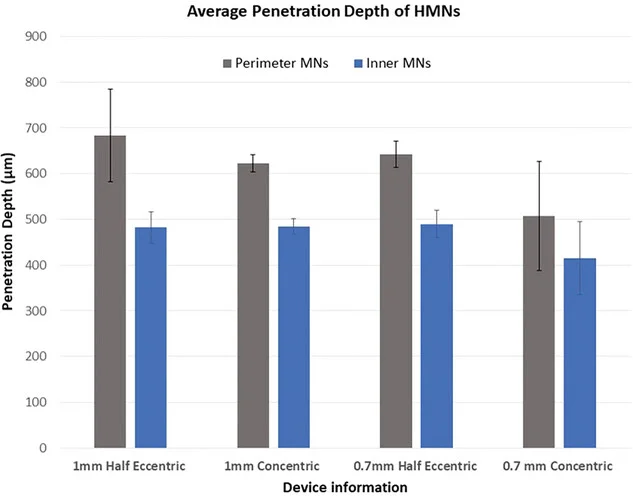 Average Penetration Depth of HMNs
Perimeter MNs Inner MNs
Penetration Depth (μm)
900
800
700
600
500
400
300
200
100
0
1mm Half Eccentric 1mm Concentric 0.7mm Half Eccentric 0.7 mm Concentric
Device information